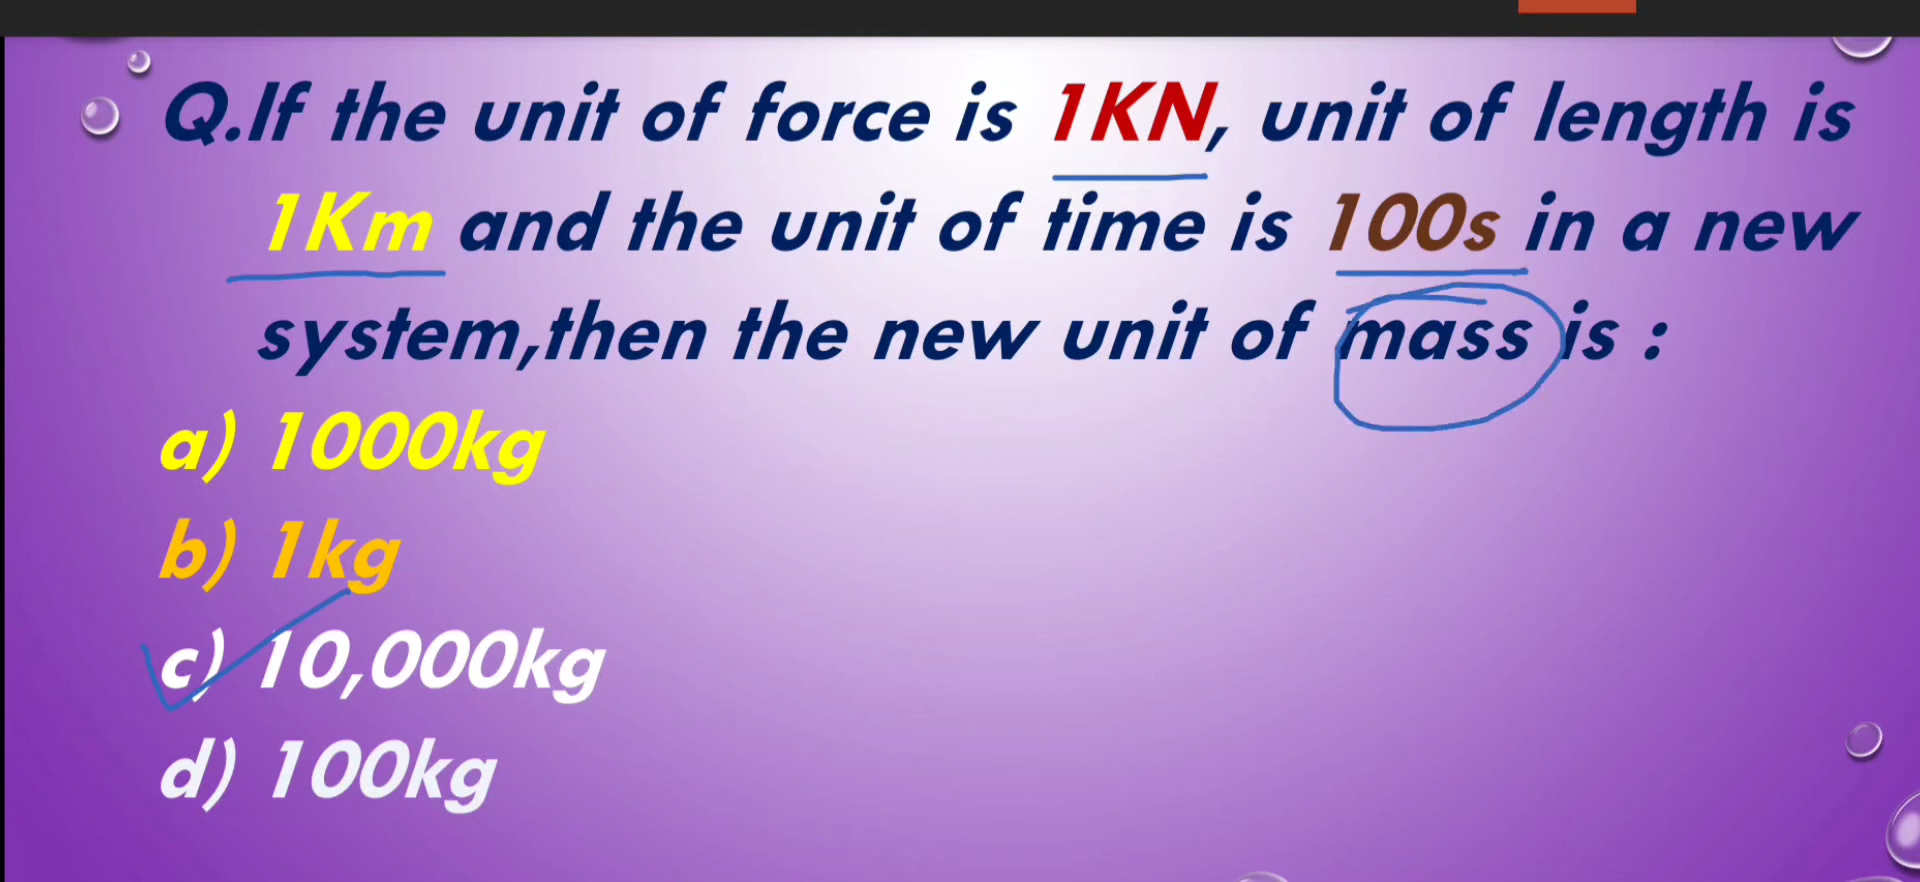 Q.If the unit of force is 1KN, unit of length is
1Km and the unit of time is 100s in a new
system,then the new unit of mass is :
a) 1000kg
b) 1kg
c) 10,000kg
d) 100kg